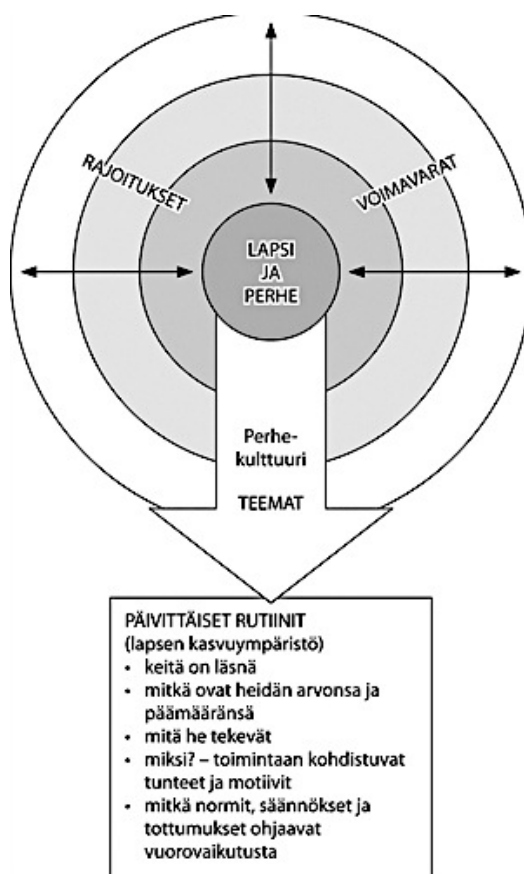 RAJOITUKSET
VOIMAVARAT
LAPSI
JA
PERHE
Perhe-
kulttuuri
TEEMAT
PÄIVITTÄISET RUTIINIT
(lapsen kasvuympäristö)
• keitä on läsnä
• mitkä ovat heidän arvonsa ja
päämääränsä
• mitä he tekevät
• miksi? – toimintaan kohdistuvat
tunteet ja motiivit
• mitkä normit, säännökset ja
tottumukset ohjaavat
vuorovaikutusta